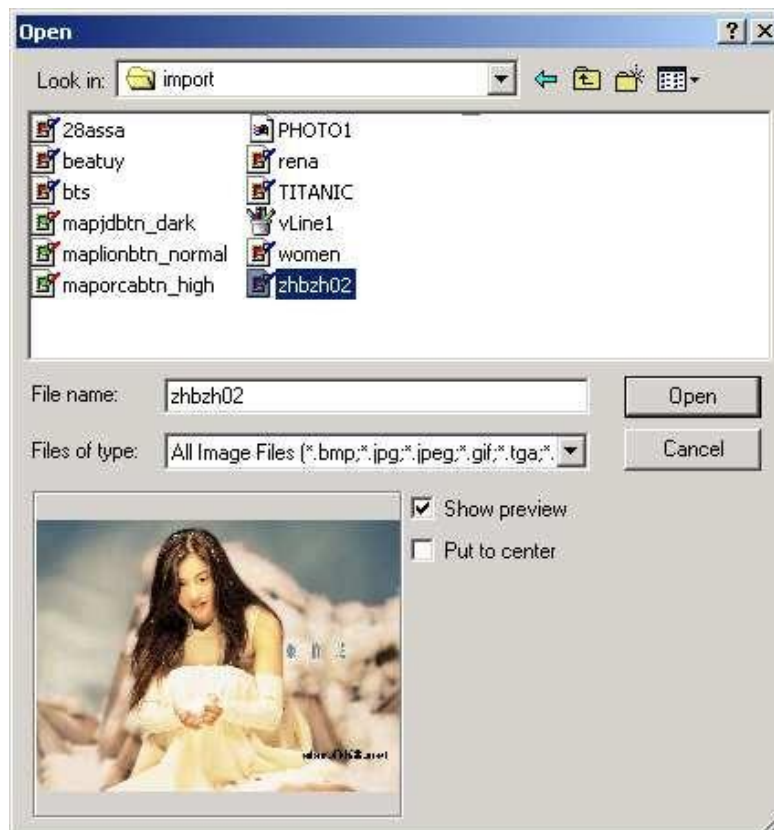 Open
Look in: import
28assa
beatuy
bts
mapjdbtn_dark
maplionbtn_normal
maporcabtn_high
PHOTO1
rena
TITANIC
vLine1
women
zhbzh02
File name: zhbzh02 Open
Files of type: All Image Files (*.bmp;*.jpg;*.jpeg;*.gif;*.tga;*. Cancel
Show preview
Put to center